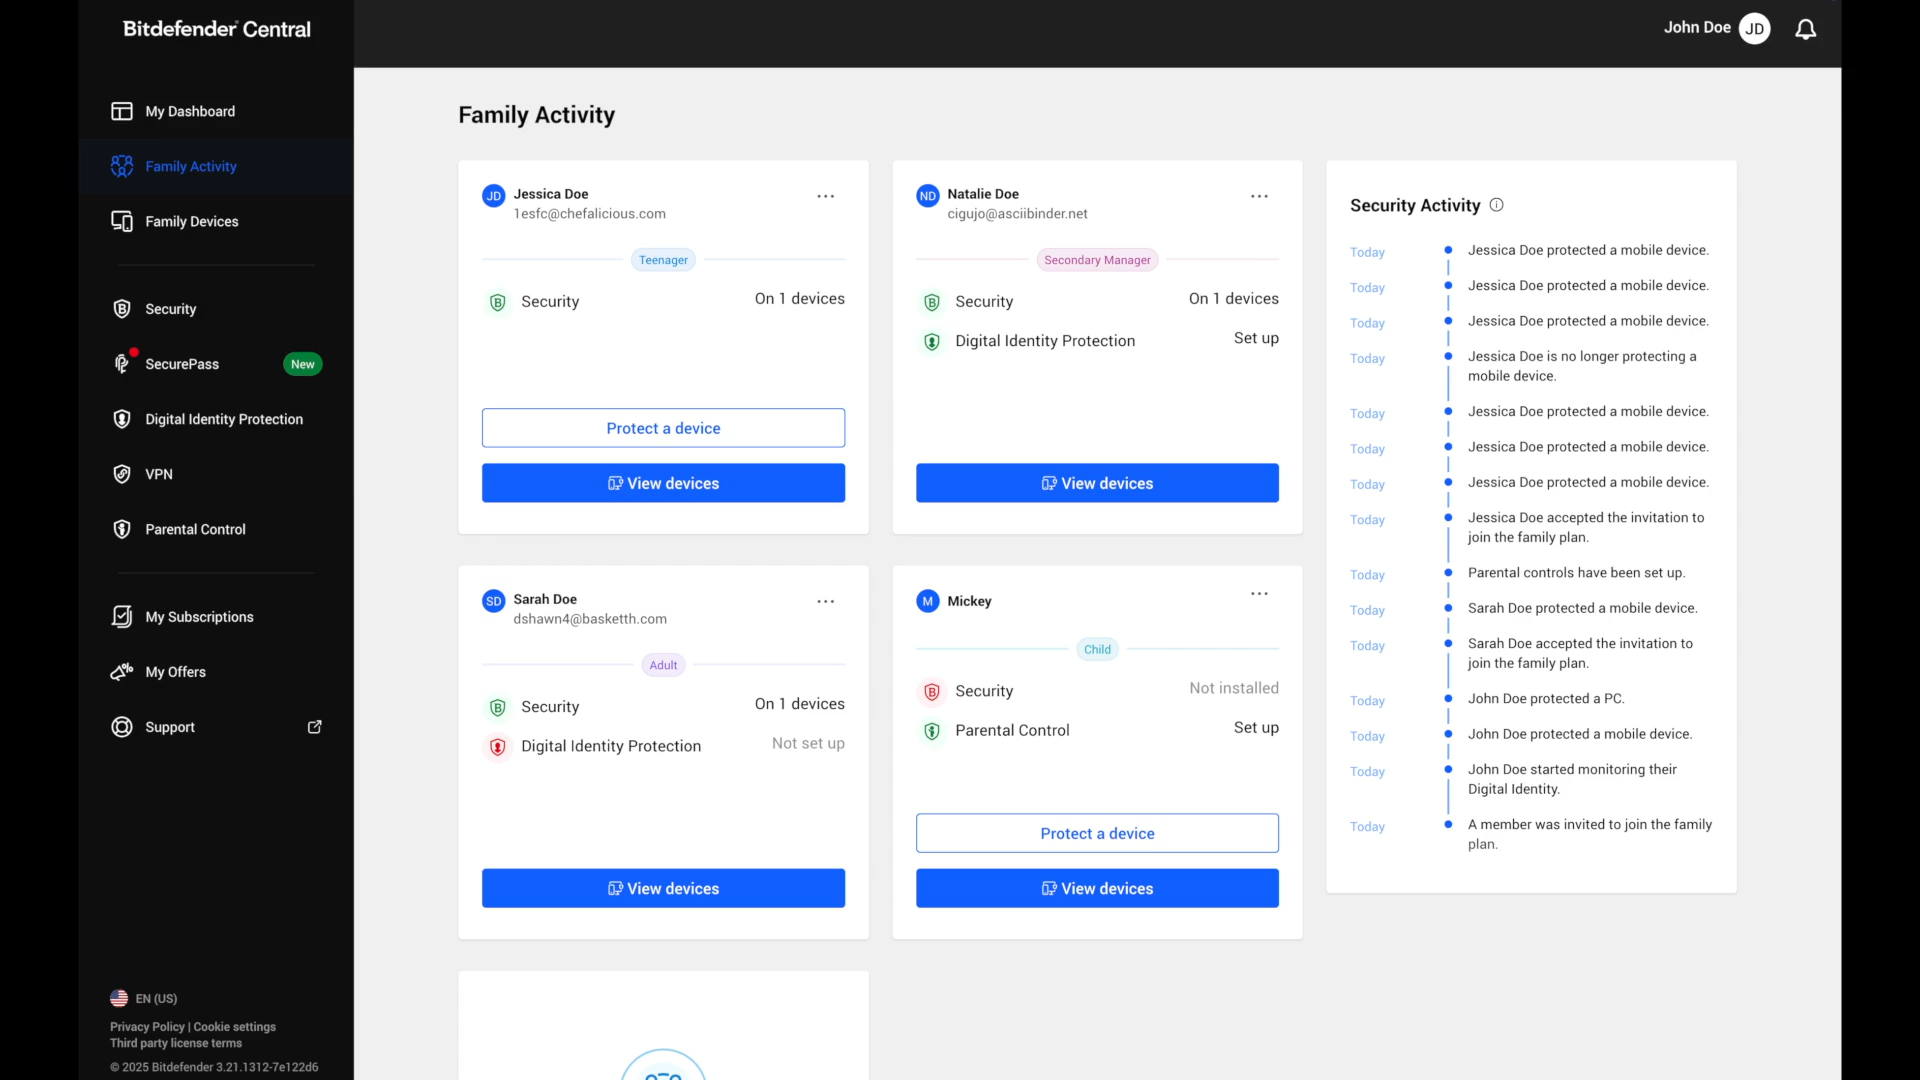 Bitdefender Central
John Doe
JD
My Dashboard
Family Activity
Family Devices
Security
SecurePass
New
Digital Identity Protection
VPN
Parental Control
My Subscriptions
My Offers
Support
EN (US)
Privacy Policy | Cookie settings
Third party license terms
© 2025 Bitdefender 3.21.1312-7e122d6
Family Activity
JD
Jessica Doe
...
1esfc@chefalicious.com
Teenager
Security
On 1 devices
Protect a device
View devices
ND
Natalie Doe
...
cigujo@asciibinder.net
Secondary Manager
Security
On 1 devices
Digital Identity Protection
Set up
View devices
SD
Sarah Doe
...
dshawn4@basketth.com
Adult
Security
On 1 devices
Digital Identity Protection
Not set up
View devices
M
Mickey
...
Child
Security
Not installed
Parental Control
Set up
Protect a device
View devices
Security Activity
Today
Jessica Doe protected a mobile device.
Today
Jessica Doe protected a mobile device.
Today
Jessica Doe protected a mobile device.
Today
Jessica Doe is no longer protecting a
mobile device.
Today
Jessica Doe protected a mobile device.
Today
Jessica Doe protected a mobile device.
Today
Jessica Doe protected a mobile device.
Today
Jessica Doe accepted the invitation to
join the family plan.
Today
Parental controls have been set up.
Today
Sarah Doe protected a mobile device.
Today
Sarah Doe accepted the invitation to
join the family plan.
Today
John Doe protected a PC.
Today
John Doe protected a mobile device.
Today
John Doe started monitoring their
Digital Identity.
Today
A member was invited to join the family
plan.